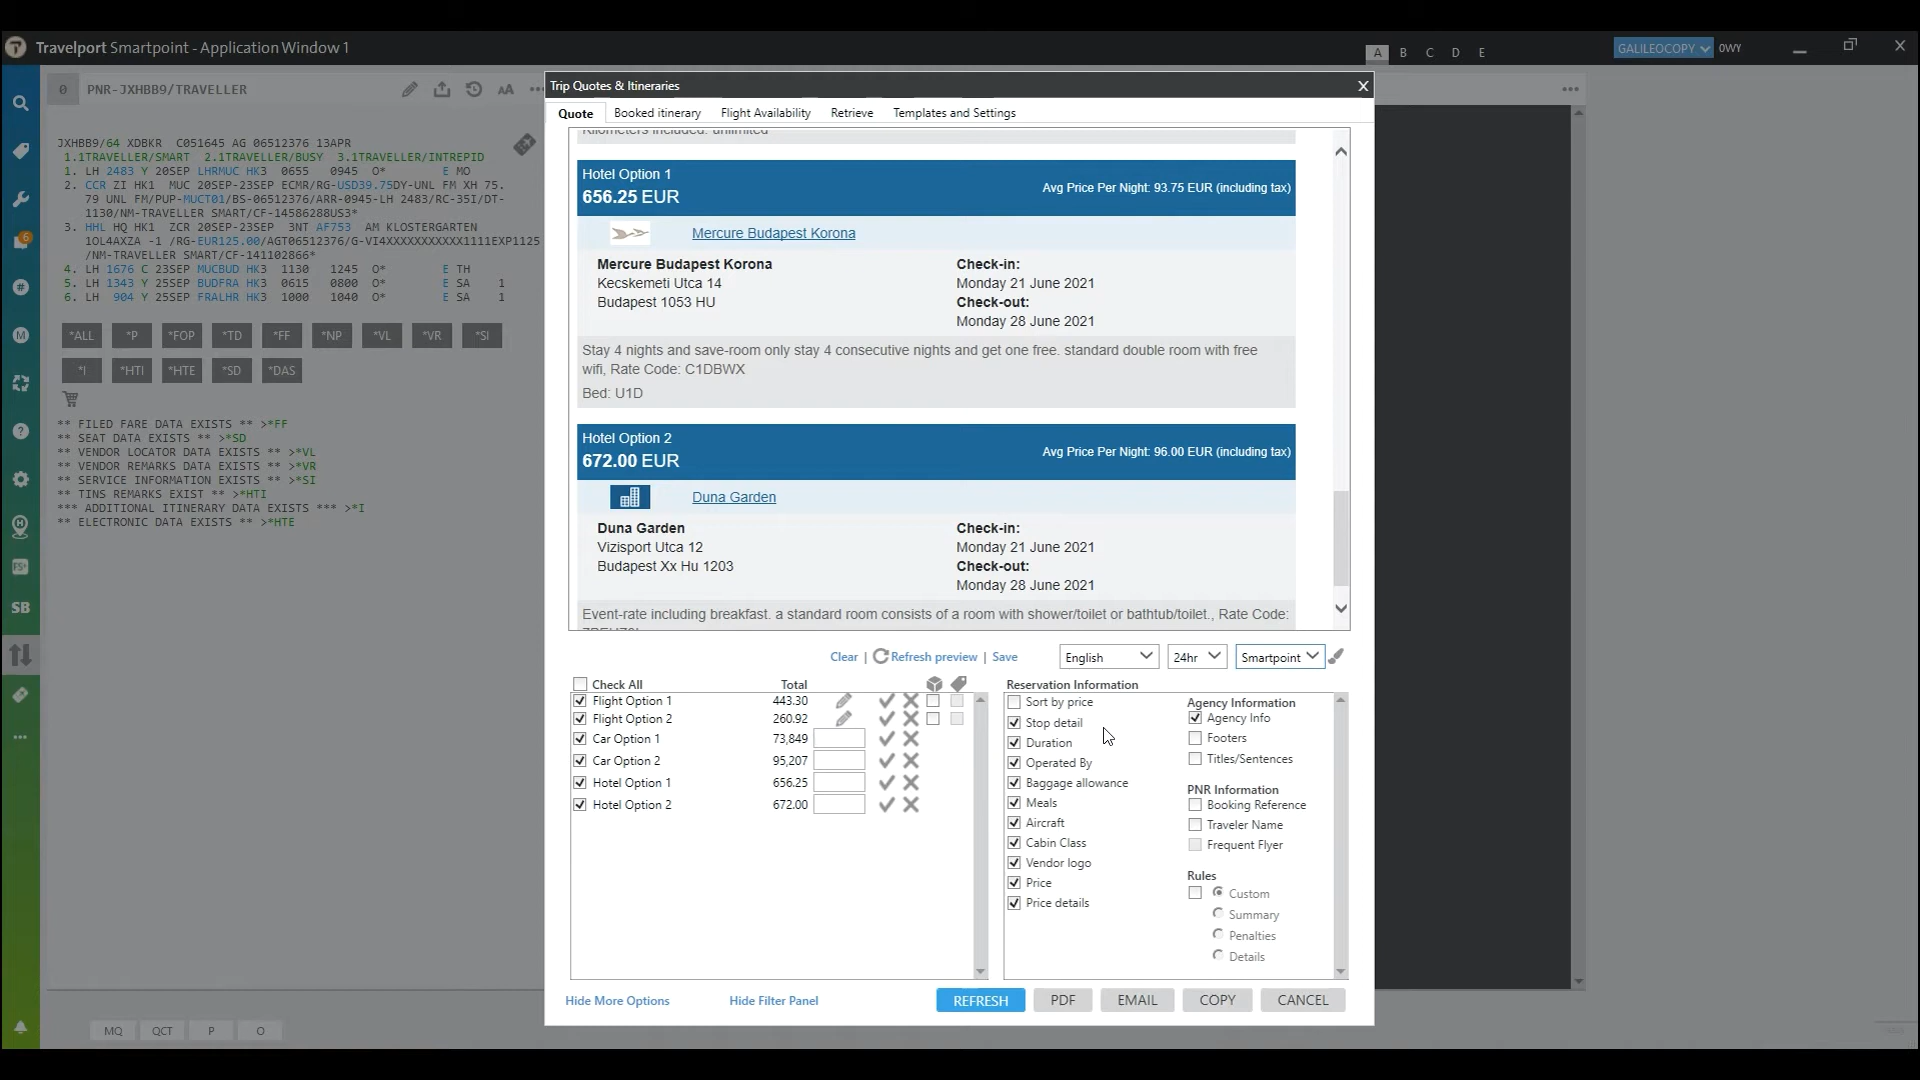 Travelport Smartpoint - Application Window 1
A B C D E
GALILEOCOPY 0WY
0 PNR-JXHBB9/TRAVELLER
AA
JXHBB9/64 XDBKR C051645 AG 06512376 13APR
1.1TRAVELLER/SMART 2.1TRAVELLER/BUSY 3.1TRAVELLER/INTREPID
1. LH 2483 Y 20SEP LHRMUC HK3 0655 0945 O* E MO
2. CCR ZI HK1 MUC 20SEP-23SEP ECMR/RG-USD39.75DY-UNL FM XH 75.
79 UNL FM/PUP-MUCT01/BS-06512376/ARR-0945-LH 2483/RC-35I/DT-
1130/NM-TRAVELLER SMART/CF-14586288US3*
3. HHL HQ HK1 ZCR 20SEP-23SEP 3NT AF753 AM KLOSTERGARTEN
1OL4AXZA -1 /RG-EUR125.00/AGT06512376/G-VI4XXXXXXXXXXX1111EXP1125
/NM-TRAVELLER SMART/CF-141102866*
4. LH 1676 C 23SEP MUCBUD HK3 1130 1245 O* E TH
5. LH 1343 Y 25SEP BUDFRA HK3 0615 0800 O* E SA 1
6. LH 904 Y 25SEP FRALHR HK3 1000 1040 O* E SA 1
*ALL *P *FOP *TD *FF *NP *VL *VR *SI
*I *HTI *HTE *SD *DAS
** FILED FARE DATA EXISTS ** >*FF
** SEAT DATA EXISTS ** >*SD
** VENDOR LOCATOR DATA EXISTS ** >*VL
** VENDOR REMARKS DATA EXISTS ** >*VR
** SERVICE INFORMATION EXISTS ** >*SI
** TINS REMARKS EXIST ** >*HTI
*** ADDITIONAL ITINERARY DATA EXISTS *** >*I
** ELECTRONIC DATA EXISTS ** >*HTE
6
#
M
?
H
FS+
SB
MQ QCT P O
Trip Quotes & Itineraries
Quote Booked itinerary Flight Availability Retrieve Templates and Settings
Kilometers included: unlimited
Hotel Option 1
656.25 EUR
Avg Price Per Night: 93.75 EUR (including tax)
Mercure Budapest Korona
Mercure Budapest Korona
Kecskemeti Utca 14
Budapest 1053 HU
Check-in:
Monday 21 June 2021
Check-out:
Monday 28 June 2021
Stay 4 nights and save-room only stay 4 consecutive nights and get one free. standard double room with free
wifi, Rate Code: C1DBWX
Bed: U1D
Hotel Option 2
672.00 EUR
Avg Price Per Night: 96.00 EUR (including tax)
Duna Garden
Duna Garden
Vizisport Utca 12
Budapest Xx Hu 1203
Check-in:
Monday 21 June 2021
Check-out:
Monday 28 June 2021
Event-rate including breakfast. a standard room consists of a room with shower/toilet or bathtub/toilet., Rate Code:
Clear | Refresh preview | Save
English 24hr Smartpoint
Check All Total
Flight Option 1 443.30
Flight Option 2 260.92
Car Option 1 73,849
Car Option 2 95,207
Hotel Option 1 656.25
Hotel Option 2 672.00
Reservation Information
Sort by price
Stop detail
Duration
Operated By
Baggage allowance
Meals
Aircraft
Cabin Class
Vendor logo
Price
Price details
Agency Information
Agency Info
Footers
Titles/Sentences
PNR Information
Booking Reference
Traveler Name
Frequent Flyer
Rules
Custom
Summary
Penalties
Details
Hide More Options Hide Filter Panel
REFRESH PDF EMAIL COPY CANCEL